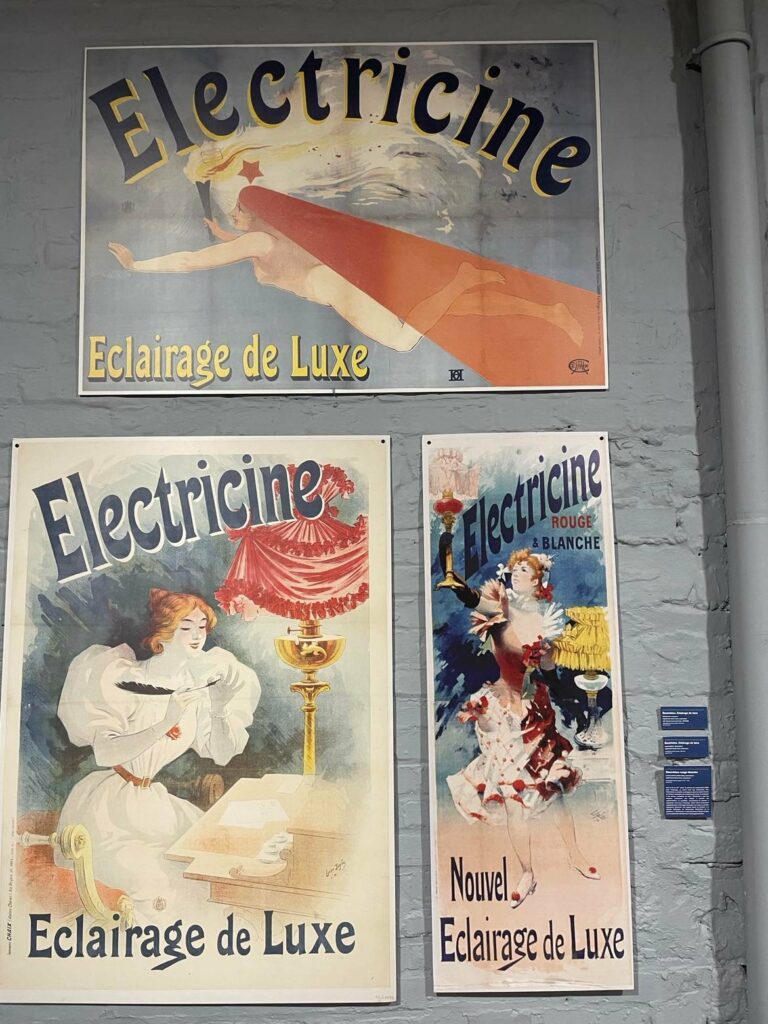 Electricine
Eclairage de Luxe
Electricine
Eclairage de Luxe
Electricine
ROUGE
& BLANCHE
Nouvel
Eclairage de Luxe